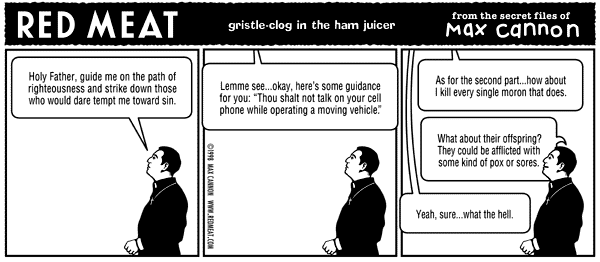 RED MEAT
gristle-clog in the ham juicer
from the secret files of
Max cannon
Holy Father, guide me on the path of
righteousness and strike down those
who would dare tempt me toward sin.
Lemme see...okay, here's some guidance
for you: "Thou shalt not talk on your cell
phone while operating a moving vehicle."
©1998 MAX CANNON WWW.REDMEAT.COM
As for the second part...how about
I kill every single moron that does.
What about their offspring?
They could be afflicted with
some kind of pox or sores.
Yeah, sure...what the hell.